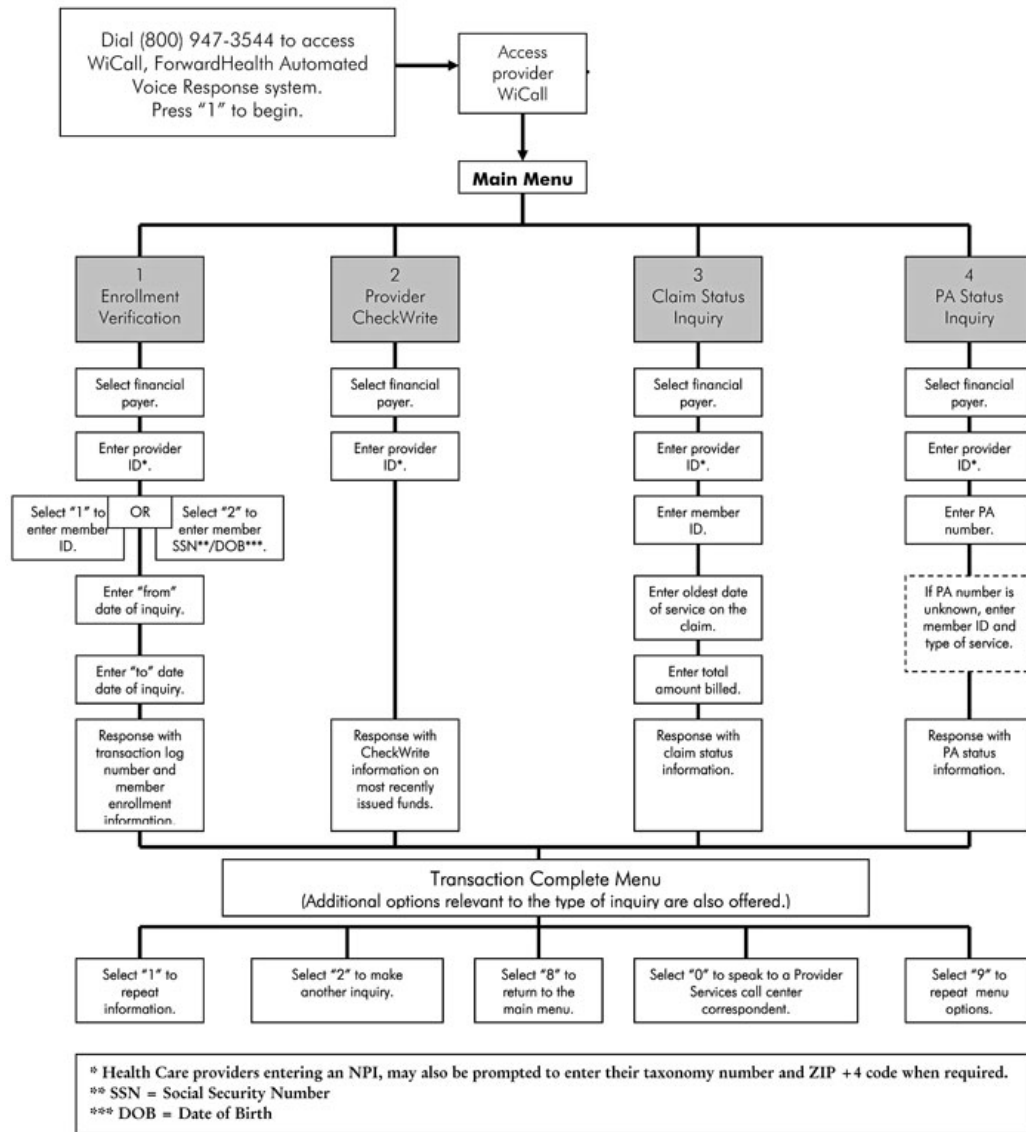 Dial (800) 947-3544 to access
WiCall, ForwardHealth Automated
Voice Response system.
Press “1” to begin.
Access
provider
WiCall
Main Menu
1
Enrollment
Verification
2
Provider
CheckWrite
3
Claim Status
Inquiry
4
PA Status
Inquiry
Select financial
payer.
Select financial
payer.
Select financial
payer.
Select financial
payer.
Enter provider
ID*.
Enter provider
ID*.
Enter provider
ID*.
Enter provider
ID*.
Select “1” to
enter member
ID.
OR
Select “2” to
enter member
SSN**/DOB***.
Enter member
ID.
Enter PA
number.
Enter “from”
date of inquiry.
Enter oldest date
of service on the
claim.
If PA number is
unknown, enter
member ID and
type of service.
Enter “to” date
date of inquiry.
Enter total
amount billed.
Response with
transaction log
number and
member
enrollment
information.
Response with
CheckWrite
information on
most recently
issued funds.
Response with
claim status
information.
Response with
PA status
information.
Transaction Complete Menu
(Additional options relevant to the type of inquiry are also offered.)
Select “1” to
repeat
information.
Select “2” to make
another inquiry.
Select “8” to
return to the
main menu.
Select “0” to speak to a Provider
Services call center
correspondent.
Select “9” to
repeat menu
options.
* Health Care providers entering an NPI, may also be prompted to enter their taxonomy number and ZIP +4 code when required.
** SSN = Social Security Number
*** DOB = Date of Birth